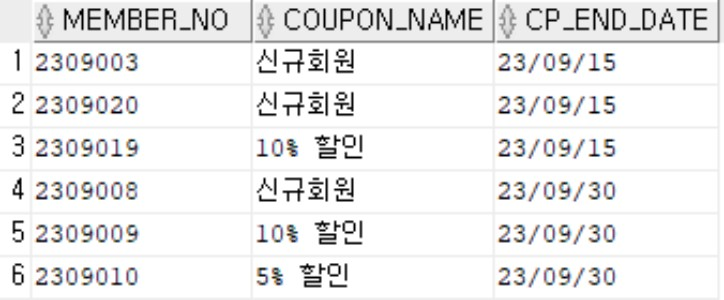 MEMBER_NO COUPON_NAME CP_END_DATE
1 2309003 신규회원 23/09/15
2 2309020 신규회원 23/09/15
3 2309019 10% 할인 23/09/15
4 2309008 신규회원 23/09/30
5 2309009 10% 할인 23/09/30
6 2309010 5% 할인 23/09/30